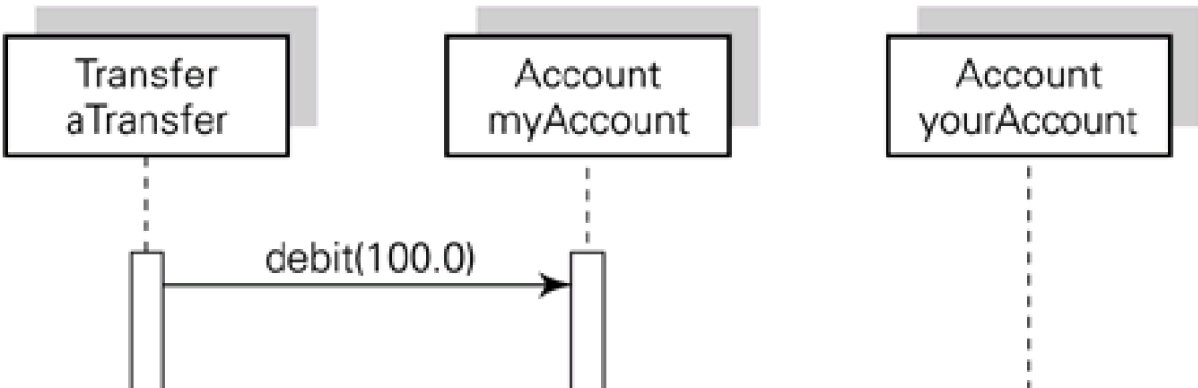 Transfer
aTransfer
Account
myAccount
Account
yourAccount
debit(100.0)